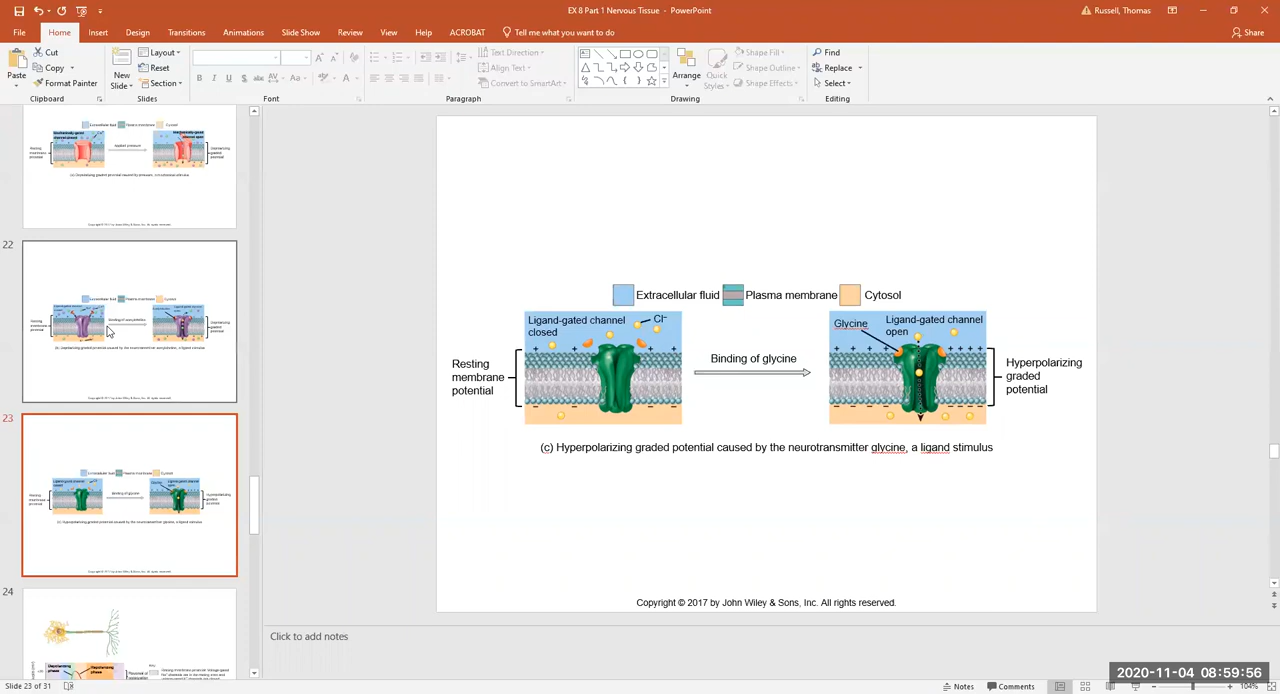 EX 8 Part 1 Nervous Tissue - PowerPoint
Russell, Thomas
File Home Insert Design Transitions Animations Slide Show Review View Help ACROBAT Tell me what you want to do Share
Paste
Cut
Copy
Format Painter
Clipboard
New Slide
Layout
Reset
Section
Slides
B I U S abc AV Aa A
Font
Text Direction
Align Text
Convert to SmartArt
Paragraph
Arrange
Quick Styles
Shape Fill
Shape Outline
Shape Effects
Drawing
Find
Replace
Select
Editing
22
23
24
Extracellular fluid Plasma membrane Cytosol
Ligand-gated channel closed
Cl⁻
Glycine
Ligand-gated channel open
Resting membrane potential
Binding of glycine
Hyperpolarizing graded potential
(c) Hyperpolarizing graded potential caused by the neurotransmitter glycine, a ligand stimulus
Copyright © 2017 by John Wiley & Sons, Inc. All rights reserved.
Click to add notes
2020-11-04 08:59:56
Slide 23 of 31
Notes Comments 104%